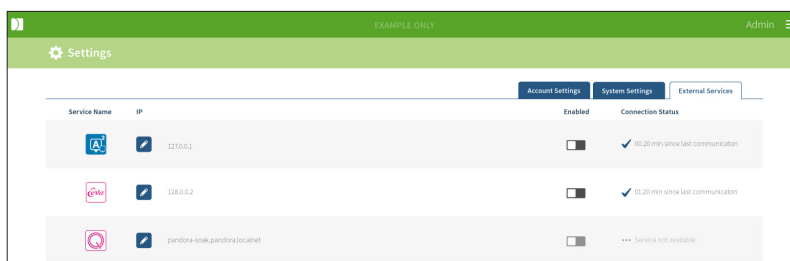 EXAMPLE ONLY
Admin
Settings
Account Settings System Settings External Services
Service Name IP Enabled Connection Status
127.0.0.1 00.20 min since last communicaton
128.0.0.2 01.20 min since last communicaton
pandora-soak.pandora.localnet Service not available